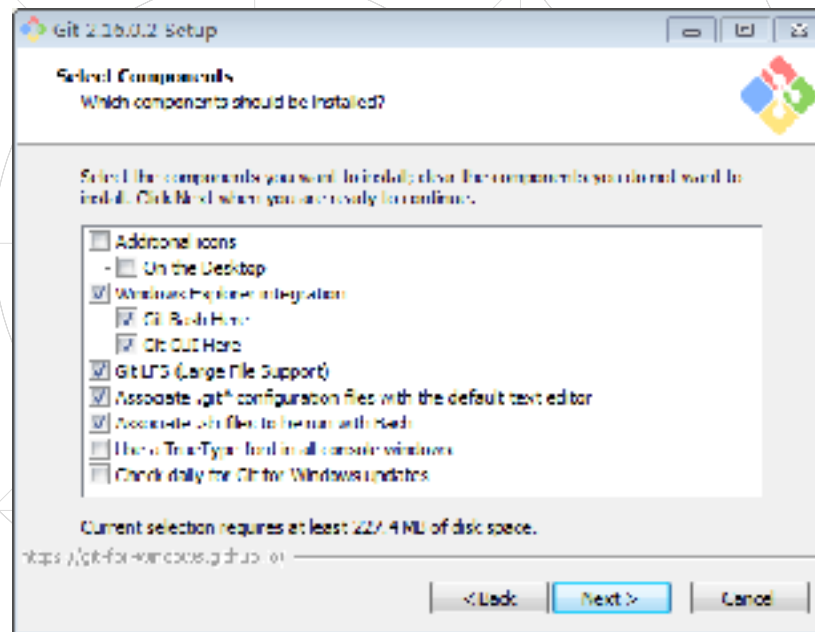 Git 2.16.0.2 Setup
Select Components
Which components should be installed?
Select the components you want to install; clear the components you do not want to
install. Click Next when you are ready to continue.
Additional icons
On the Desktop
Windows Explorer integration
Git Bash Here
Git GUI Here
Git LFS (Large File Support)
Associate .git* configuration files with the default text editor
Associate .sh files to be run with Bash
Use a TrueType font in all console windows
Check daily for Git for Windows updates
Current selection requires at least 227.4 MB of disk space.
https://git-for-windows.github.io/
< Back
Next >
Cancel